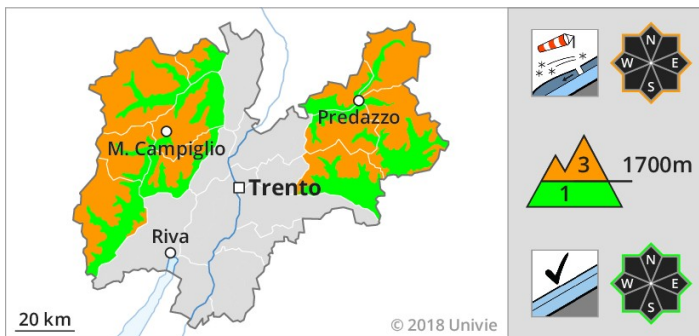 Predazzo
M. Campiglio
Trento
Riva
20 km
© 2018 Univie
N
W E
S
3 1700m
1
N
W E
S